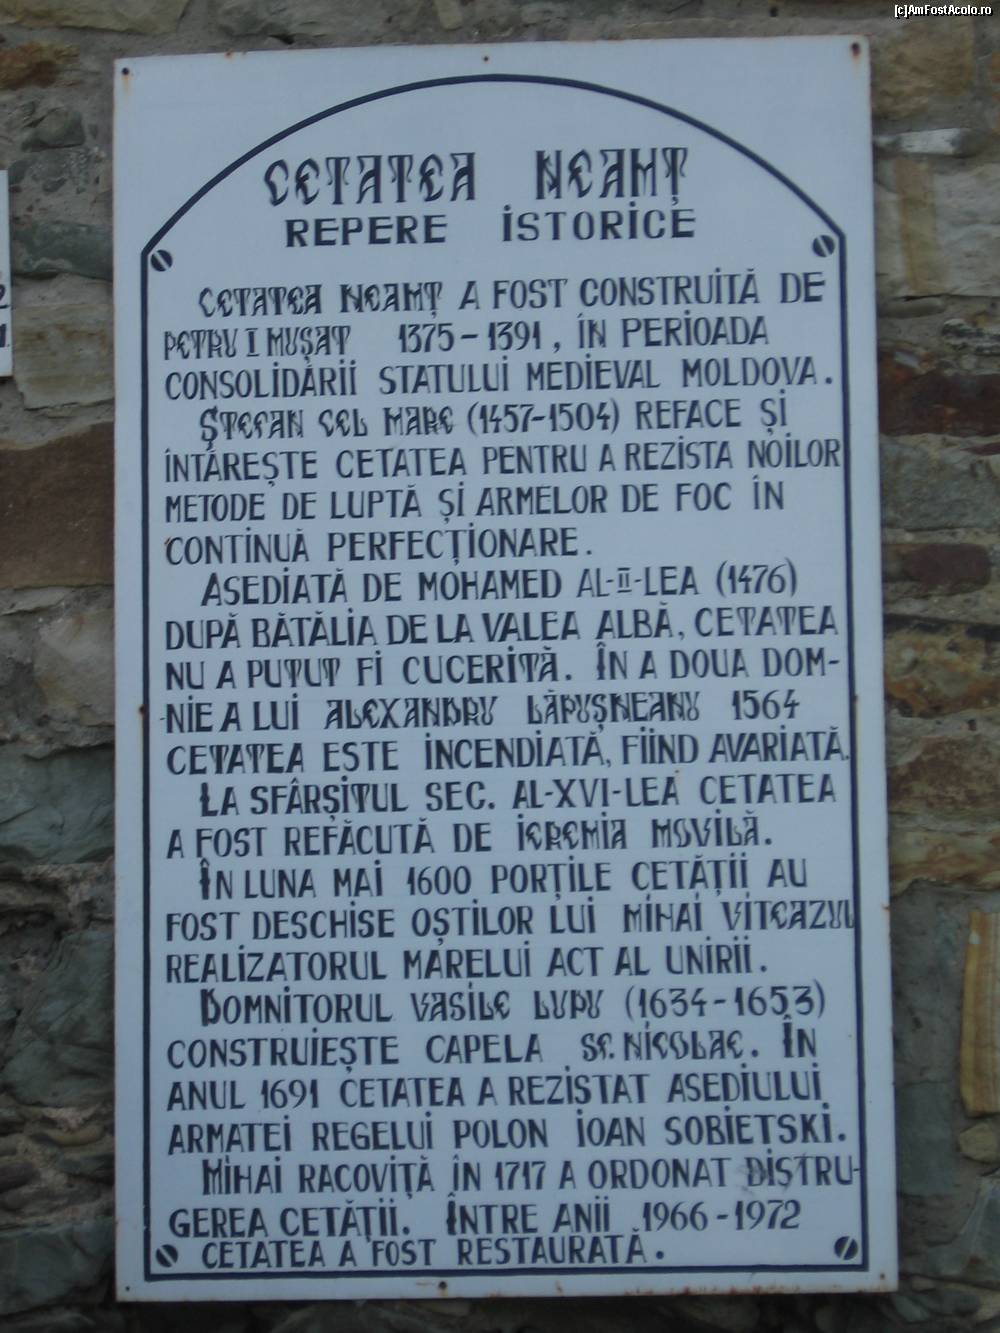 [c]AmFostAcolo.ro
CETATEA NEAMȚ
REPERE ISTORICE
CETATEA NEAMȚ A FOST CONSTRUITĂ DE
PETRU I MUȘAT 1375-1391, ÎN PERIOADA
CONSOLIDĂRII STATULUI MEDIEVAL MOLDOVA.
ȘTEFAN CEL MARE (1457-1504) REFACE ȘI
ÎNTĂREȘTE CETATEA PENTRU A REZISTA NOILOR
METODE DE LUPTĂ ȘI ARMELOR DE FOC ÎN
CONTINUĂ PERFECȚIONARE.
ASEDIATĂ DE MOHAMED AL-II-LEA (1476)
DUPĂ BĂTĂLIA DE LA VALEA ALBĂ, CETATEA
NU A PUTUT FI CUCERITĂ. ÎN A DOUA DOM-
NIE A LUI ALEXANDRU LĂPUȘNEANU 1564
CETATEA ESTE INCENDIATĂ, FIIND AVARIATĂ.
LA SFÂRȘITUL SEC. AL-XVI-LEA CETATEA
A FOST REFĂCUTĂ DE IEREMIA MOVILĂ.
ÎN LUNA MAI 1600 PORȚILE CETĂȚII AU
FOST DESCHISE OȘTILOR LUI MIHAI VITEAZUL
REALIZATORUL MARELUI ACT AL UNIRII.
DOMNITORUL VASILE LUPU (1634-1653)
CONSTRUIEȘTE CAPELA SF. NICOLAE. ÎN
ANUL 1691 CETATEA A REZISTAT ASEDIULUI
ARMATEI REGELUI POLON IOAN SOBIETSKI.
MIHAI RACOVIȚĂ ÎN 1717 A ORDONAT DISTRU-
GEREA CETĂȚII. ÎNTRE ANII 1966-1972
CETATEA A FOST RESTAURATĂ.